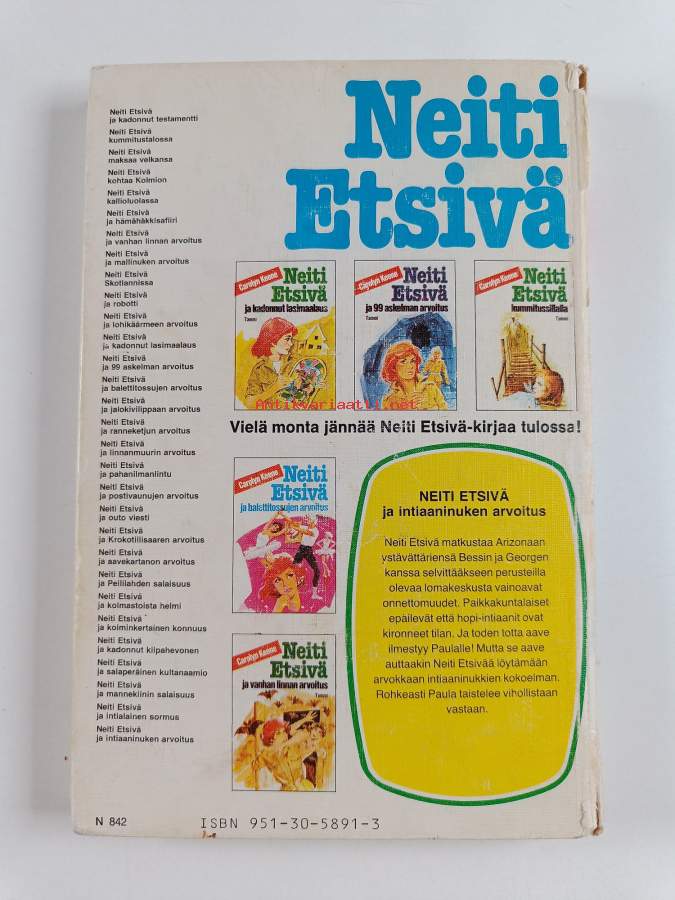 Neiti Etsivä
ja kadonnut testamentti
Neiti Etsivä
kummitustalossa
Neiti Etsivä
maksaa velkansa
Neiti Etsivä
kohtaa Kolmion
Neiti Etsivä
kallioluolassa
Neiti Etsivä
ja hämähäkkisafiiri
Neiti Etsivä
ja vanhan linnan arvoitus
Neiti Etsivä
ja mallinuken arvoitus
Neiti Etsivä
Skotlannissa
Neiti Etsivä
ja robotti
Neiti Etsivä
ja lohikäärmeen arvoitus
Neiti Etsivä
ja kadonnut lasimaalaus
Neiti Etsivä
ja 99 askelman arvoitus
Neiti Etsivä
ja balettitossujen arvoitus
Neiti Etsivä
ja jalokivilippaan arvoitus
Neiti Etsivä
ja ranneketjun arvoitus
Neiti Etsivä
ja linnanmuurin arvoitus
Neiti Etsivä
ja pahanilmanlintu
Neiti Etsivä
ja postivaunujen arvoitus
Neiti Etsivä
ja outo viesti
Neiti Etsivä
ja Krokotiilisaaren arvoitus
Neiti Etsivä
ja aavekartanon arvoitus
Neiti Etsivä
ja Peililahden salaisuus
Neiti Etsivä
ja kolmastoista helmi
Neiti Etsivä
ja kolminkertainen konnuus
Neiti Etsivä
ja kadonnut kiipahevonen
Neiti Etsivä
ja salaperäinen kultanaamio
Neiti Etsivä
ja mannekiinin salaisuus
Neiti Etsivä
ja intialainen sormus
Neiti Etsivä
ja intiaaninuken arvoitus
N 842
Neiti
Etsivä
Carolyn Keene
Neiti
Etsivä
ja kadonnut lasimaalaus
Tammi
Carolyn Keene
Neiti
Etsivä
ja 99 askelman arvoitus
Tammi
Carolyn Keene
Neiti
Etsivä
kummitussillalla
Tammi
Antikvariaatti.net
Vielä monta jännää Neiti Etsivä-kirjaa tulossa!
Carolyn Keene
Neiti
Etsivä
ja balettitossujen arvoitus
Carolyn Keene
Neiti
Etsivä
ja vanhan linnan arvoitus
Tammi
NEITI ETSIVÄ
ja intiaaninuken arvoitus
Neiti Etsivä matkustaa Arizonaan
ystävättäriensä Bessin ja Georgen
kanssa selvittääkseen perusteilla
olevaa lomakeskusta vainoavat
onnettomuudet. Paikkakuntalaiset
epäilevät että hopi-intiaanit ovat
kironneet tilan. Ja toden totta aave
ilmestyy Paulalle! Mutta se aave
auttaakin Neiti Etsivää löytämään
arvokkaan intiaaninukkien kokoelman.
Rohkeasti Paula taistelee vihollistaan
vastaan.
ISBN 951-30-5891-3